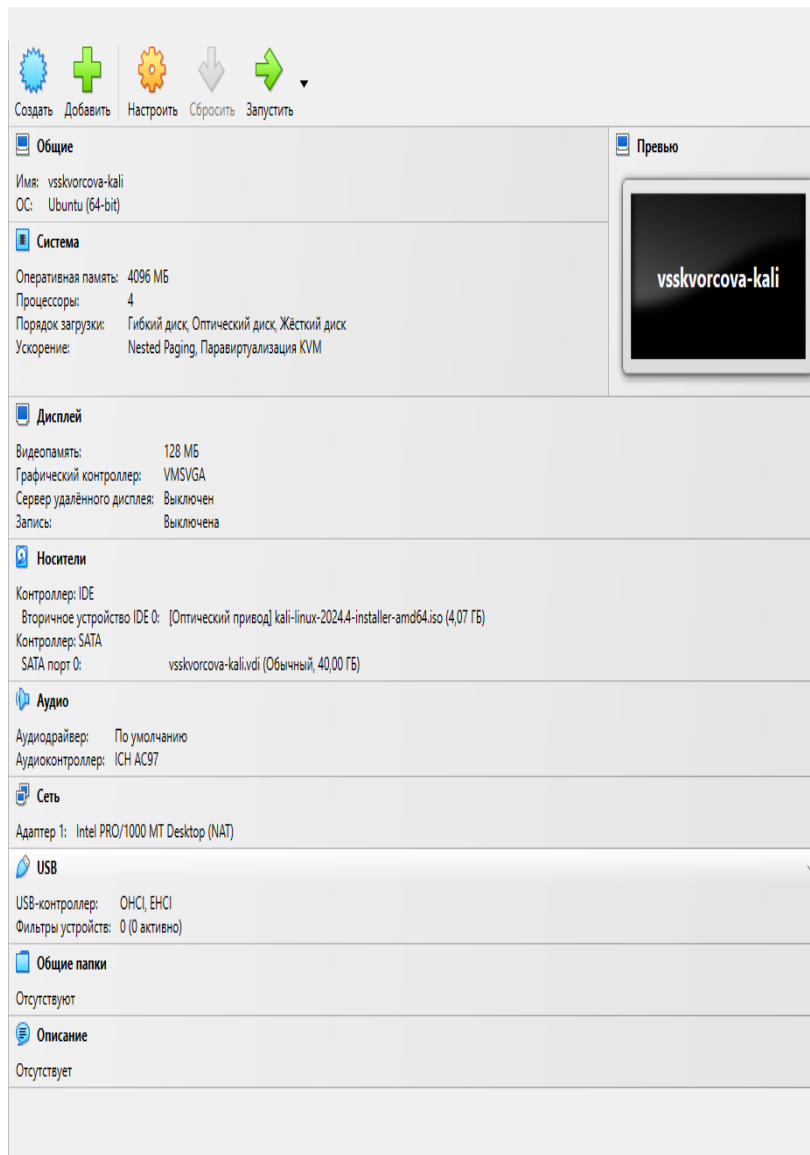 Создать Добавить Настроить Сбросить Запустить
Общие
Имя: vsskvorcova-kali
ОС: Ubuntu (64-bit)
Превью
vsskvorcova-kali
Система
Оперативная память: 4096 МБ
Процессоры: 4
Порядок загрузки: Гибкий диск, Оптический диск, Жёсткий диск
Ускорение: Nested Paging, Паравиртуализация KVM
Дисплей
Видеопамять: 128 МБ
Графический контроллер: VMSVGA
Сервер удалённого дисплея: Выключен
Запись: Выключена
Носители
Контроллер: IDE
Вторичное устройство IDE 0: [Оптический привод] kali-linux-2024.4-installer-amd64.iso (4,07 ГБ)
Контроллер: SATA
SATA порт 0: vsskvorcova-kali.vdi (Обычный, 40,00 ГБ)
Аудио
Аудиодрайвер: По умолчанию
Аудиоконтроллер: ICH AC97
Сеть
Адаптер 1: Intel PRO/1000 MT Desktop (NAT)
USB
USB-контроллер: OHCI, EHCI
Фильтры устройств: 0 (0 активно)
Общие папки
Отсутствуют
Описание
Отсутствует